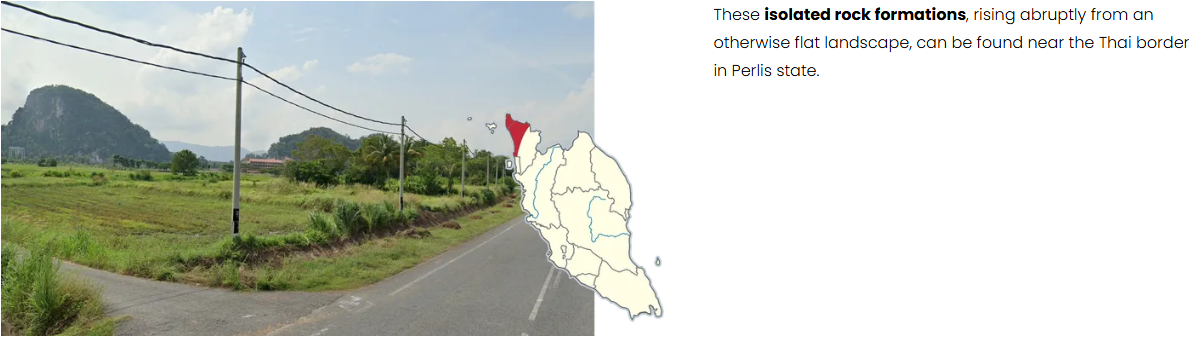 These isolated rock formations, rising abruptly from an
otherwise flat landscape, can be found near the Thai border
in Perlis state.